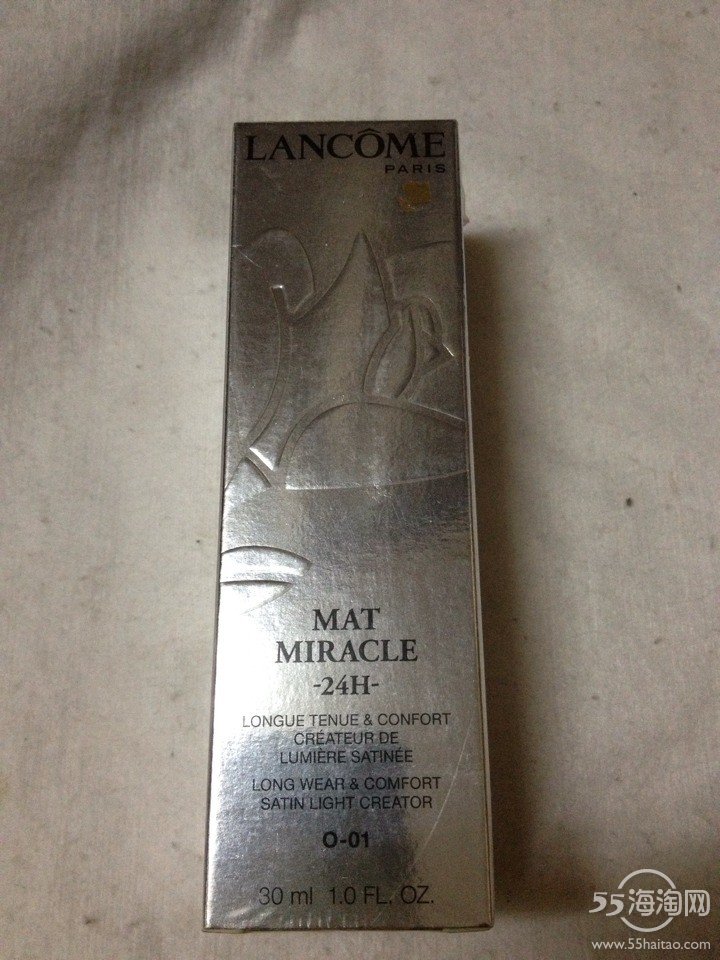 LANCÔME
PARIS
MAT
MIRACLE
-24H-
LONGUE TENUE & CONFORT
CRÉATEUR DE
LUMIÈRE SATINÉE
LONG WEAR & COMFORT
SATIN LIGHT CREATOR
O-01
30 ml 1.0 FL. OZ.
55海淘网
www.55haitao.com